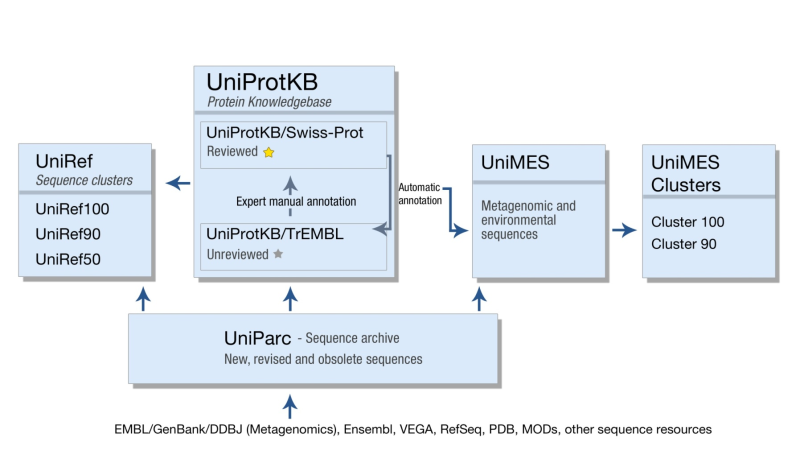 UniProtKB
Protein Knowledgebase
UniProtKB/Swiss-Prot
Reviewed
Expert manual annotation
UniProtKB/TrEMBL
Unreviewed
UniRef
Sequence clusters
UniRef100
UniRef90
UniRef50
Automatic
annotation
UniMES
Metagenomic and
environmental
sequences
UniMES
Clusters
Cluster 100
Cluster 90
UniParc - Sequence archive
New, revised and obsolete sequences
EMBL/GenBank/DDBJ (Metagenomics), Ensembl, VEGA, RefSeq, PDB, MODs, other sequence resources